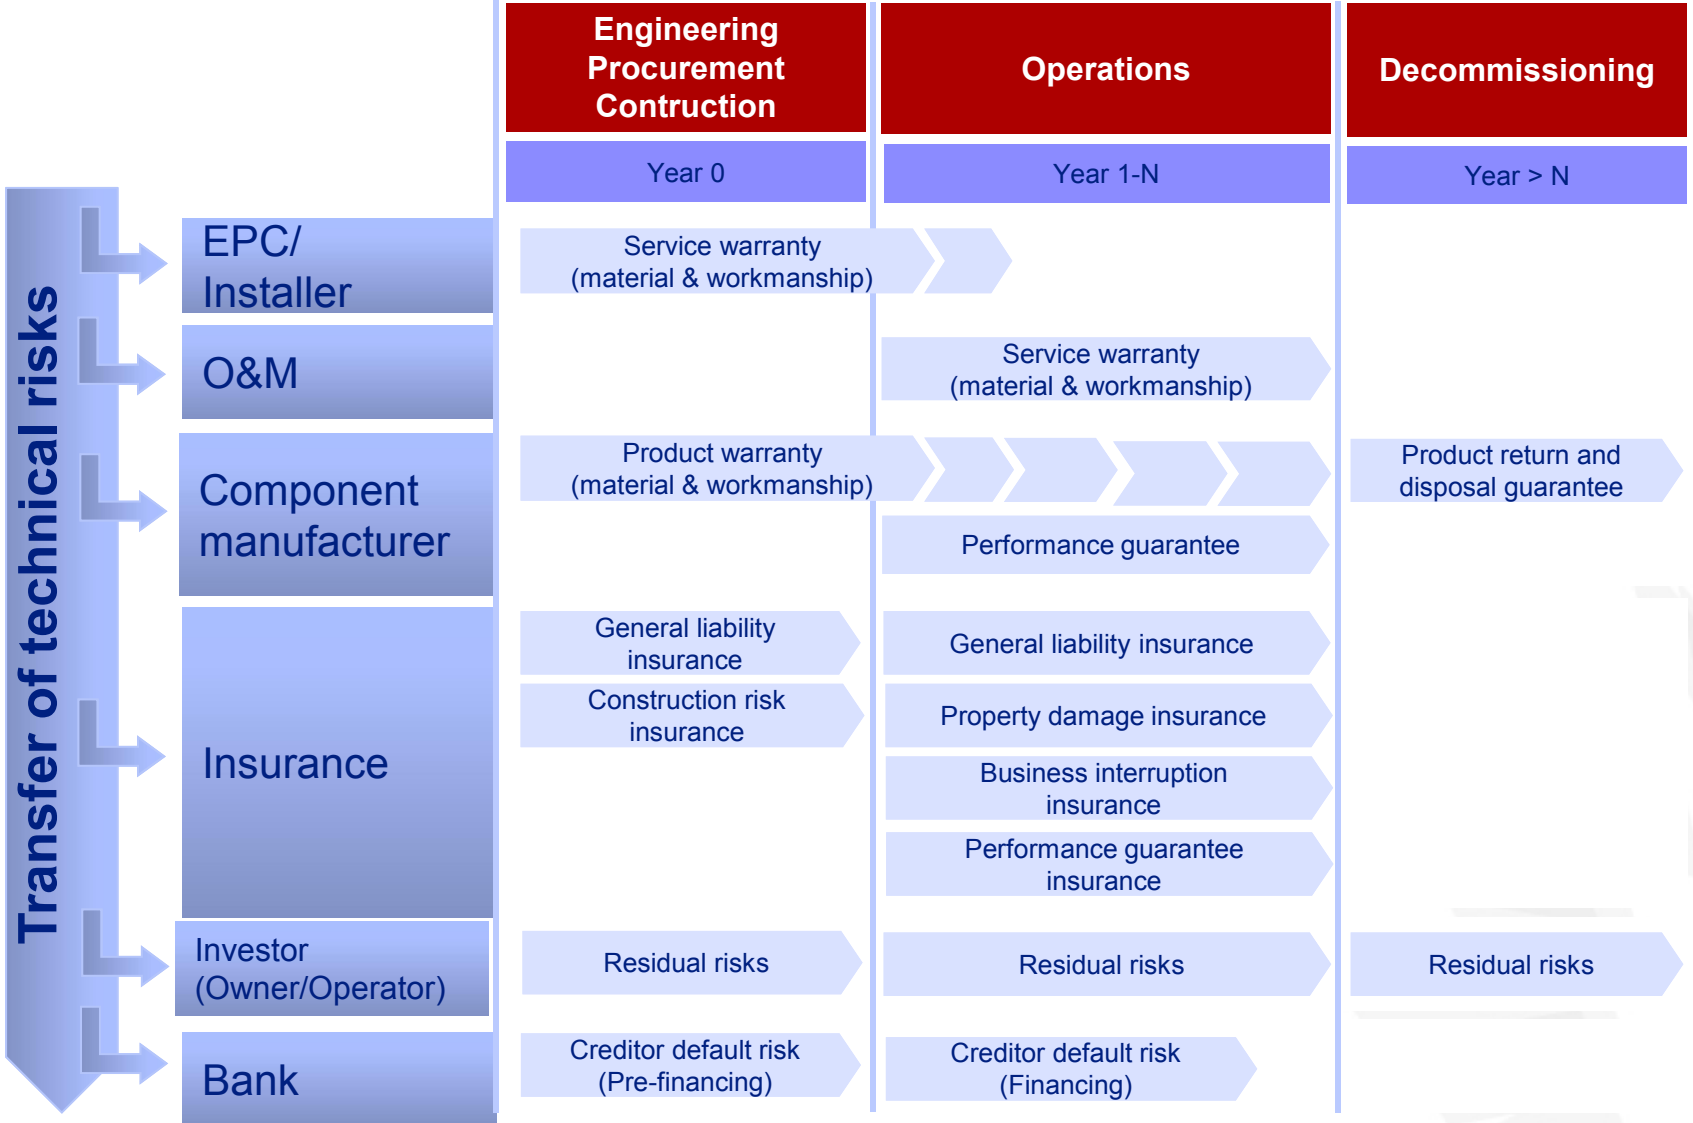 Engineering
Procurement
Contruction
Operations
Decommissioning
Year 0
Year 1-N
Year > N
Transfer of technical risks
EPC/
Installer
Service warranty
(material & workmanship)
O&M
Service warranty
(material & workmanship)
Component
manufacturer
Product warranty
(material & workmanship)
Product return and
disposal guarantee
Performance guarantee
Insurance
General liability
insurance
General liability insurance
Construction risk
insurance
Property damage insurance
Business interruption
insurance
Performance guarantee
insurance
Investor
(Owner/Operator)
Residual risks
Residual risks
Residual risks
Bank
Creditor default risk
(Pre-financing)
Creditor default risk
(Financing)